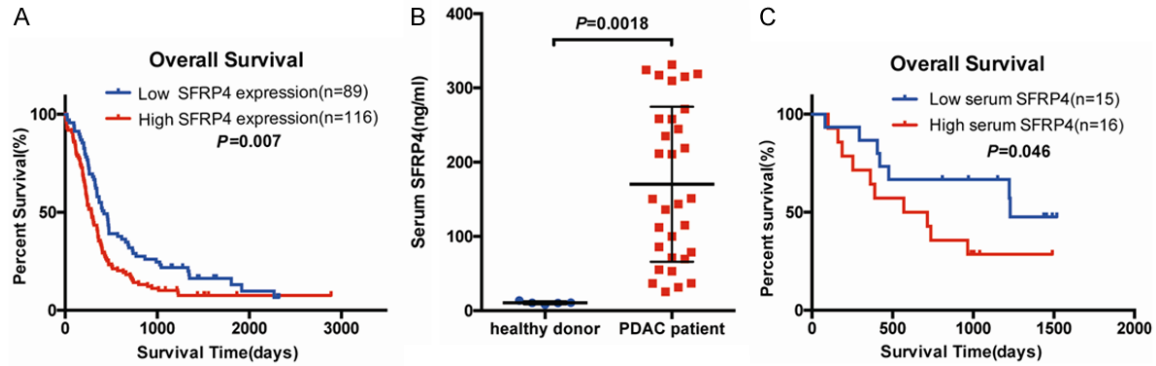 A
Overall Survival
Low SFRP4 expression(n=89)
High SFRP4 expression(n=116)
P=0.007
100
50
0
0 1000 2000 3000
Percent Survival(%)
Survival Time(days)
B
P=0.0018
400
300
200
100
0
Serum SFRP4(ng/ml)
healthy donor PDAC patient
C
Overall Survival
Low serum SFRP4(n=15)
High serum SFRP4(n=16)
P=0.046
100
50
0
0 500 1000 1500 2000
Percent survival(%)
Survival Time(days)